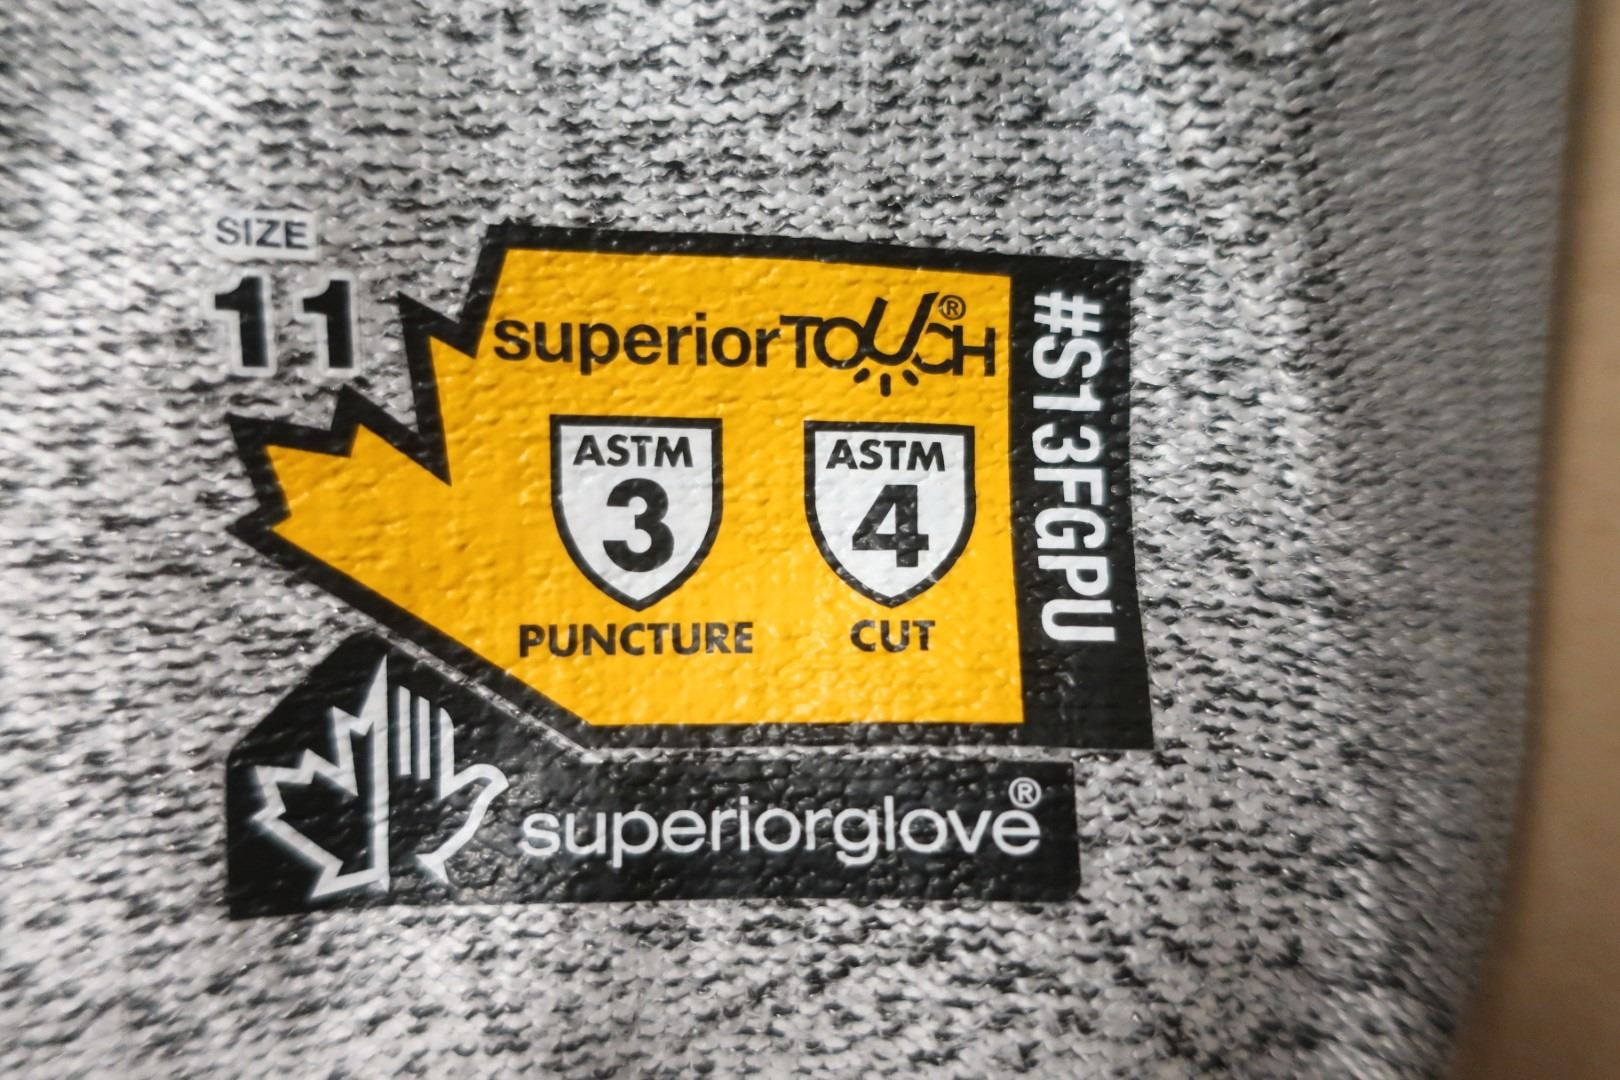 SIZE
11
superiorTOUCH®
ASTM
3
PUNCTURE
ASTM
4
CUT
#S13FGPU
superiorglove®